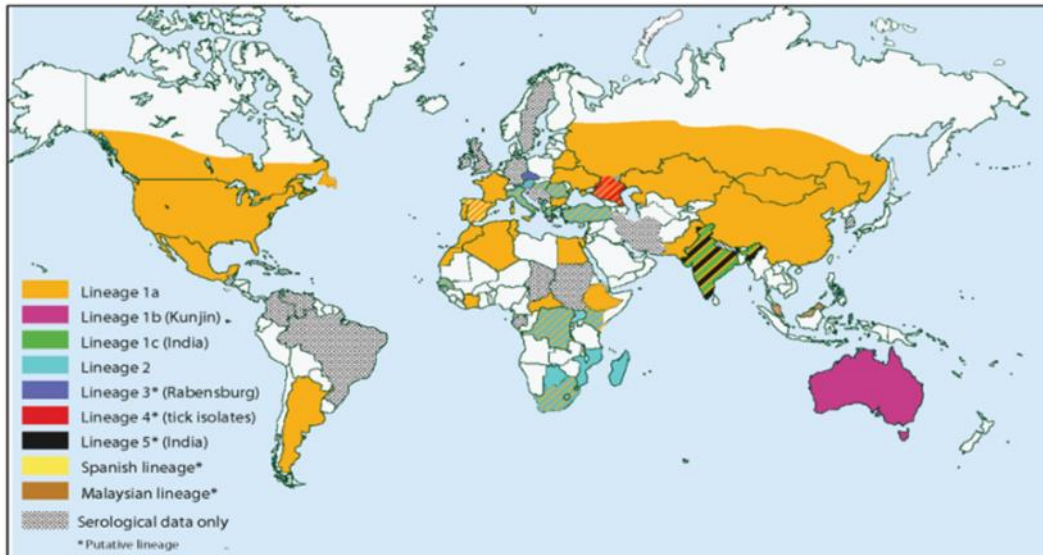 Lineage 1a
Lineage 1b (Kunjin)
Lineage 1c (India)
Lineage 2
Lineage 3* (Rabensburg)
Lineage 4* (tick isolates)
Lineage 5* (India)
Spanish lineage*
Malaysian lineage*
Serological data only
* Putative lineage